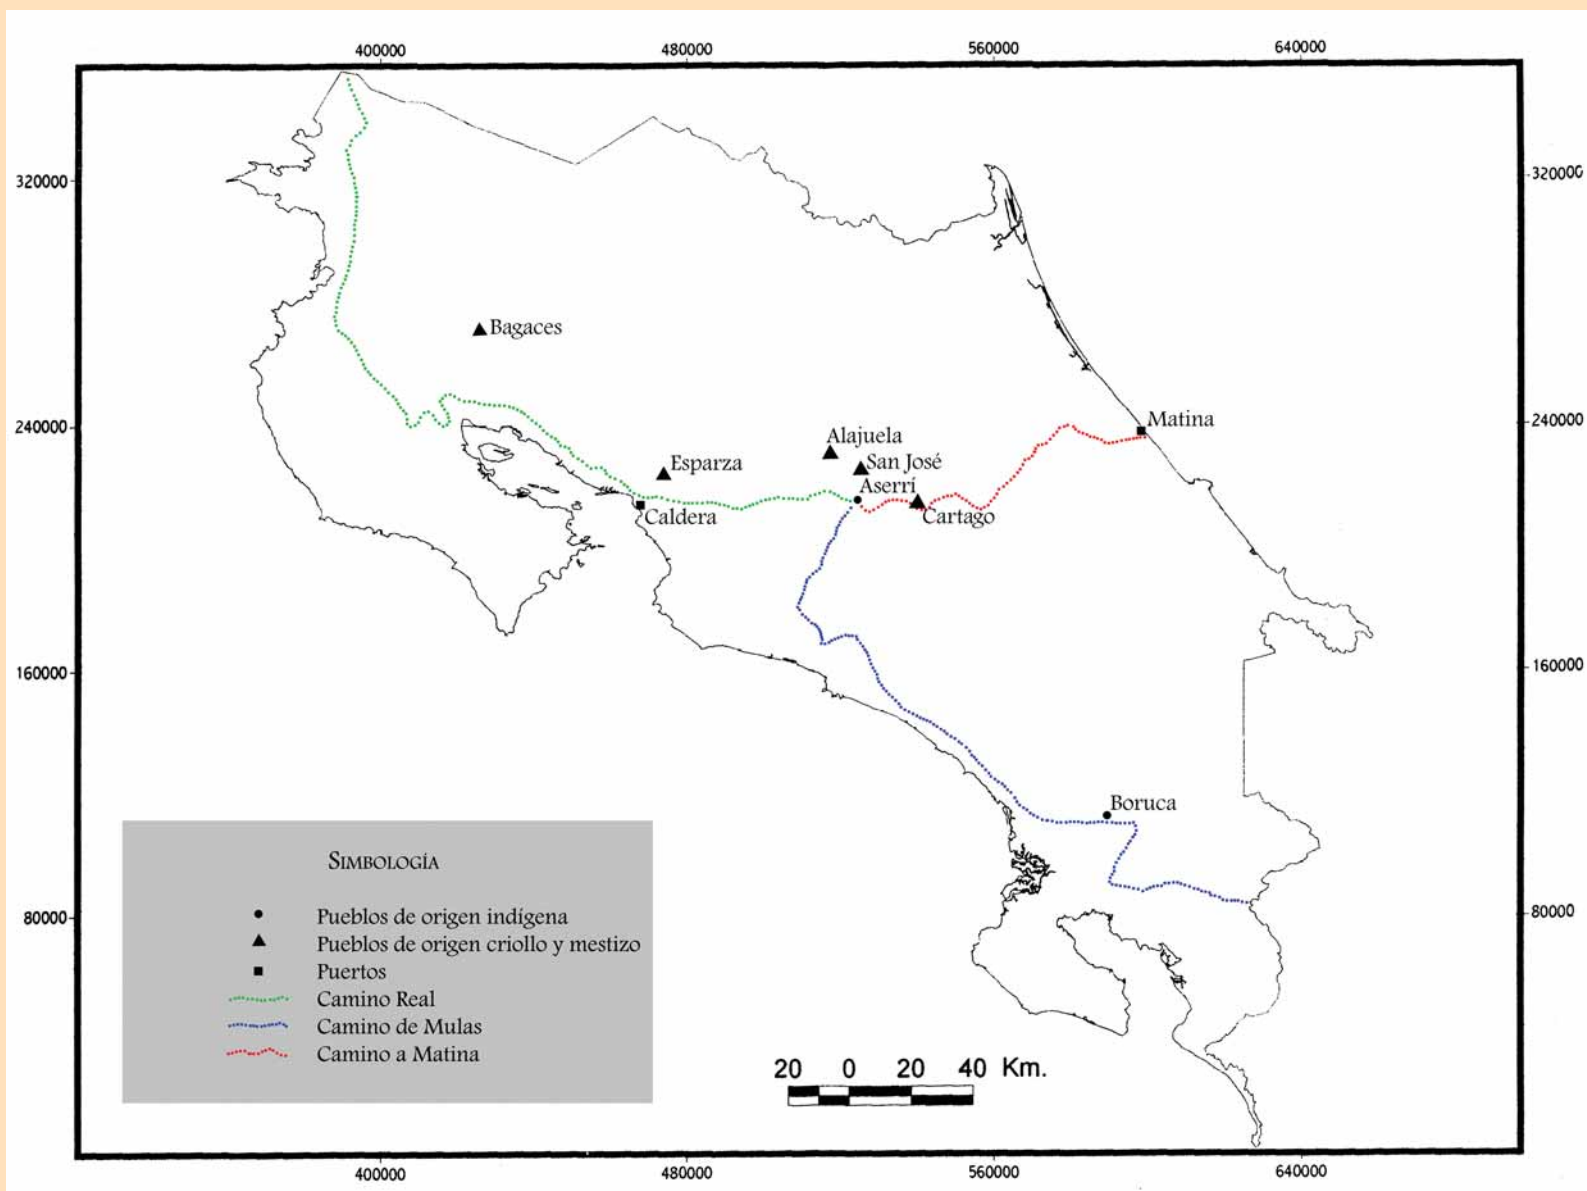 400000
480000
560000
640000
320000
320000
Bagaces
240000
240000
Matina
Alajuela
San José
Esparza
Aserrí
Caldera
Cartago
160000
160000
Boruca
SIMBOLOGÍA
Pueblos de origen indígena
Pueblos de origen criollo y mestizo
Puertos
Camino Real
Camino de Mulas
Camino a Matina
80000
80000
20 0 20 40 Km.
400000
480000
560000
640000